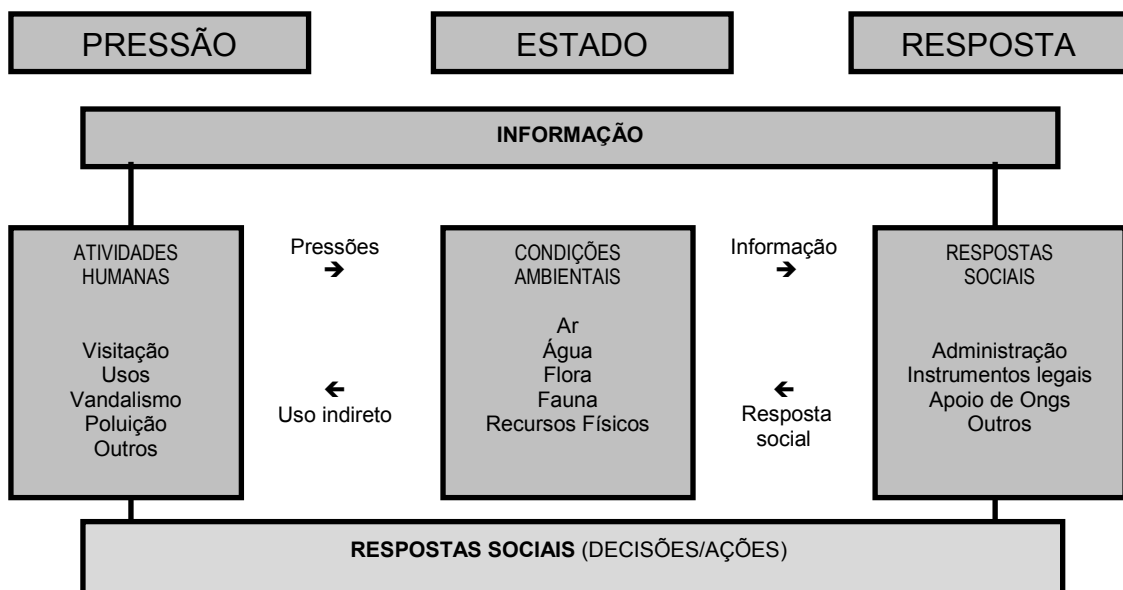 PRESSÃO
ESTADO
RESPOSTA
INFORMAÇÃO
ATIVIDADES
HUMANAS
Visitação
Usos
Vandalismo
Poluição
Outros
Pressões
➔
←
Uso indireto
CONDIÇÕES
AMBIENTAIS
Ar
Água
Flora
Fauna
Recursos Físicos
Informação
➔
←
Resposta
social
RESPOSTAS
SOCIAIS
Administração
Instrumentos legais
Apoio de Ongs
Outros
RESPOSTAS SOCIAIS (DECISÕES/AÇÕES)